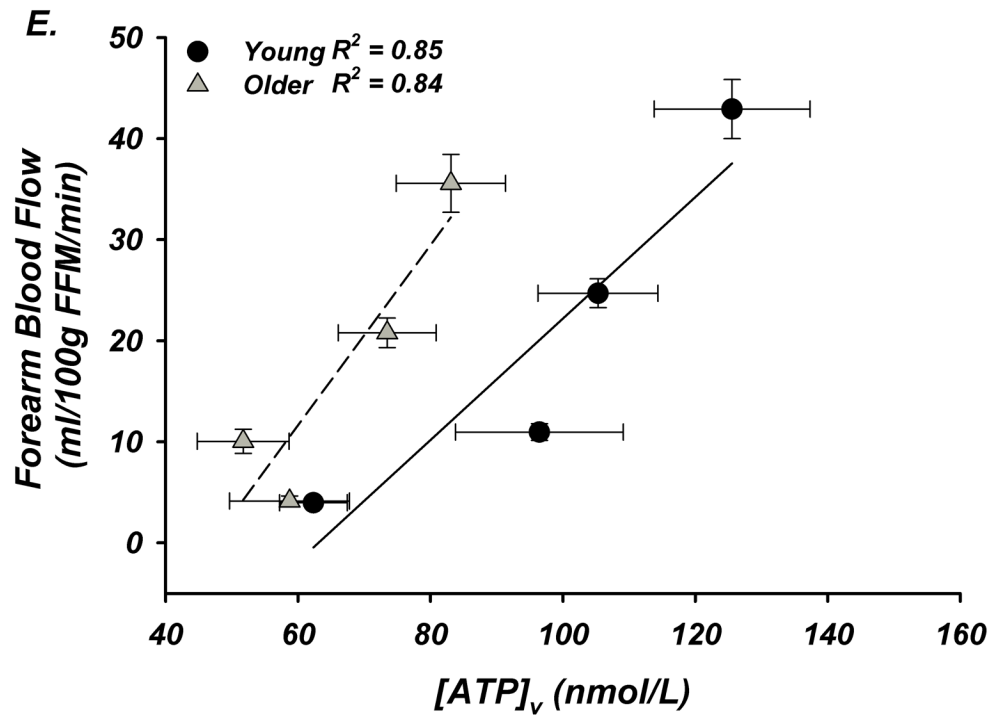 E.
Young R² = 0.85
Older R² = 0.84
50
40
30
20
10
0
Forearm Blood Flow
(ml/100g FFM/min)
40 60 80 100 120 140 160
[ATP]v (nmol/L)